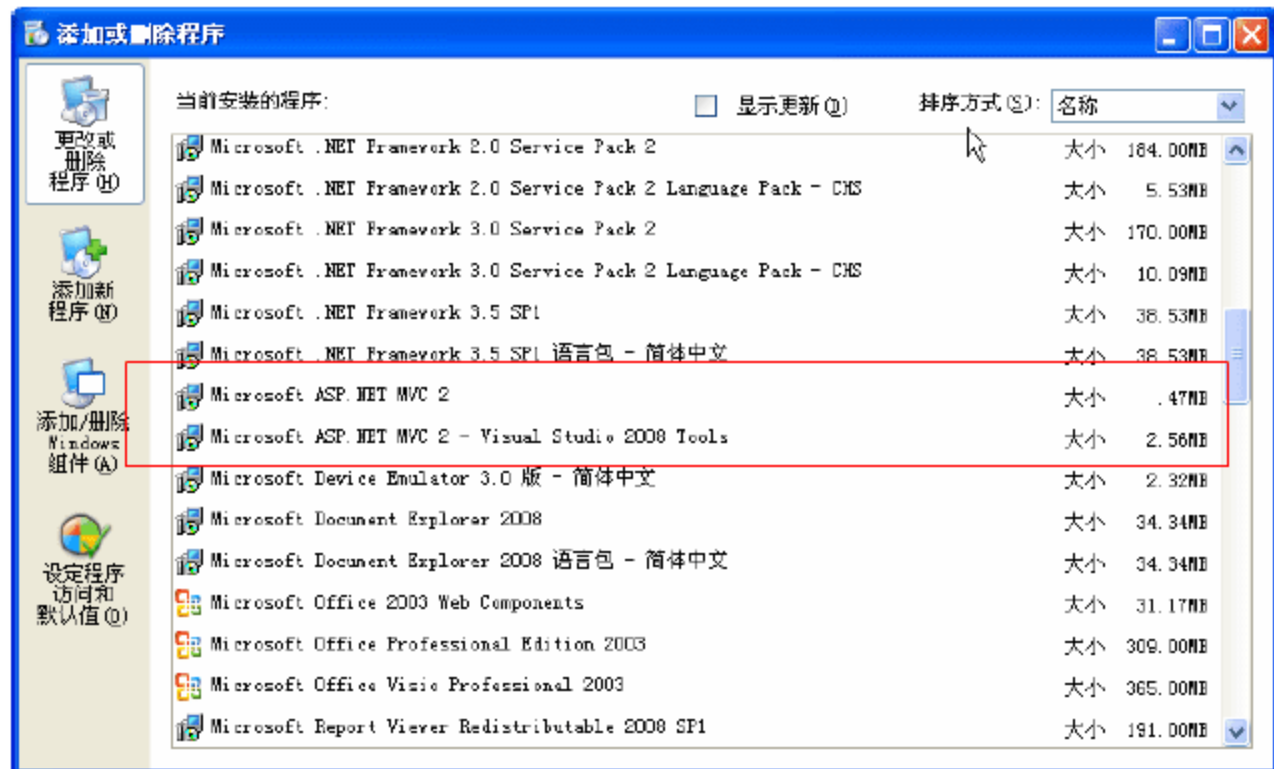 添加或删除程序
更改或
删除
程序(H)
添加新
程序(N)
添加/删除
Windows
组件(A)
设定程序
访问和
默认值(O)
当前安装的程序: 显示更新(D) 排序方式(S): 名称
Microsoft .NET Framework 2.0 Service Pack 2 大小 184.00MB
Microsoft .NET Framework 2.0 Service Pack 2 Language Pack - CHS 大小 5.53MB
Microsoft .NET Framework 3.0 Service Pack 2 大小 170.00MB
Microsoft .NET Framework 3.0 Service Pack 2 Language Pack - CHS 大小 10.09MB
Microsoft .NET Framework 3.5 SP1 大小 38.53MB
Microsoft .NET Framework 3.5 SP1 语言包 - 简体中文 大小 38.53MB
Microsoft ASP.NET MVC 2 大小 .47MB
Microsoft ASP.NET MVC 2 - Visual Studio 2008 Tools 大小 2.56MB
Microsoft Device Emulator 3.0 版 - 简体中文 大小 2.32MB
Microsoft Document Explorer 2008 大小 34.34MB
Microsoft Document Explorer 2008 语言包 - 简体中文 大小 34.34MB
Microsoft Office 2003 Web Components 大小 31.17MB
Microsoft Office Professional Edition 2003 大小 309.00MB
Microsoft Office Visio Professional 2003 大小 365.00MB
Microsoft Report Viewer Redistributable 2008 SP1 大小 191.00MB